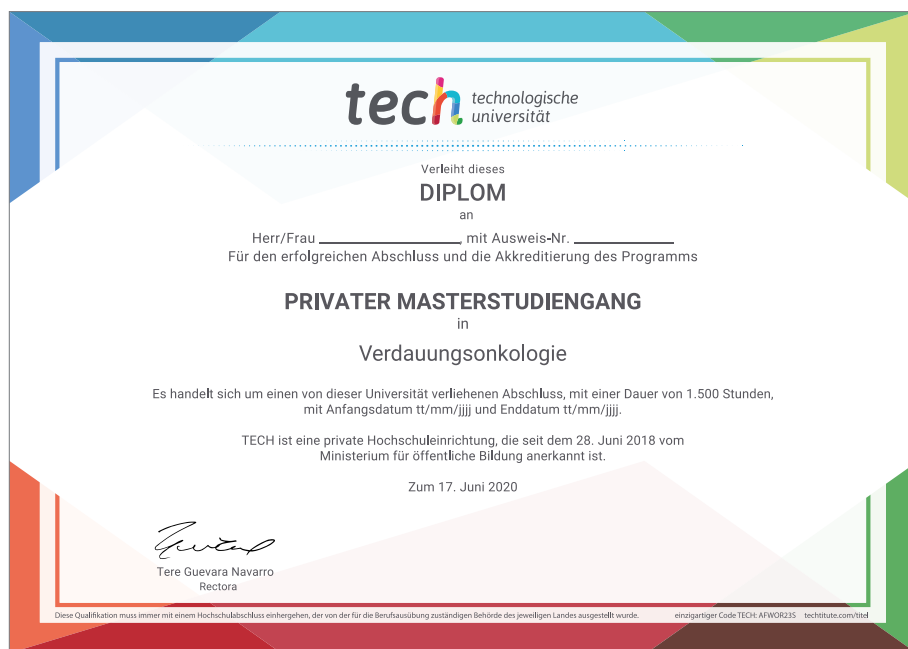 tech technologische
universität
Verleiht dieses
DIPLOM
an
Herr/Frau ____________________, mit Ausweis-Nr. ______________
Für den erfolgreichen Abschluss und die Akkreditierung des Programms
PRIVATER MASTERSTUDIENGANG
in
Verdauungsonkologie
Es handelt sich um einen von dieser Universität verliehenen Abschluss, mit einer Dauer von 1.500 Stunden,
mit Anfangsdatum tt/mm/jjjj und Enddatum tt/mm/jjjj.
TECH ist eine private Hochschuleinrichtung, die seit dem 28. Juni 2018 vom
Ministerium für öffentliche Bildung anerkannt ist.
Zum 17. Juni 2020
Tere Guevara Navarro
Rectora
Diese Qualifikation muss immer mit einem Hochschulabschluss einhergehen, der von der für die Berufsausübung zuständigen Behörde des jeweiligen Landes ausgestellt wurde. einzigartiger Code TECH: AFWOR23S techtitute.com/titel